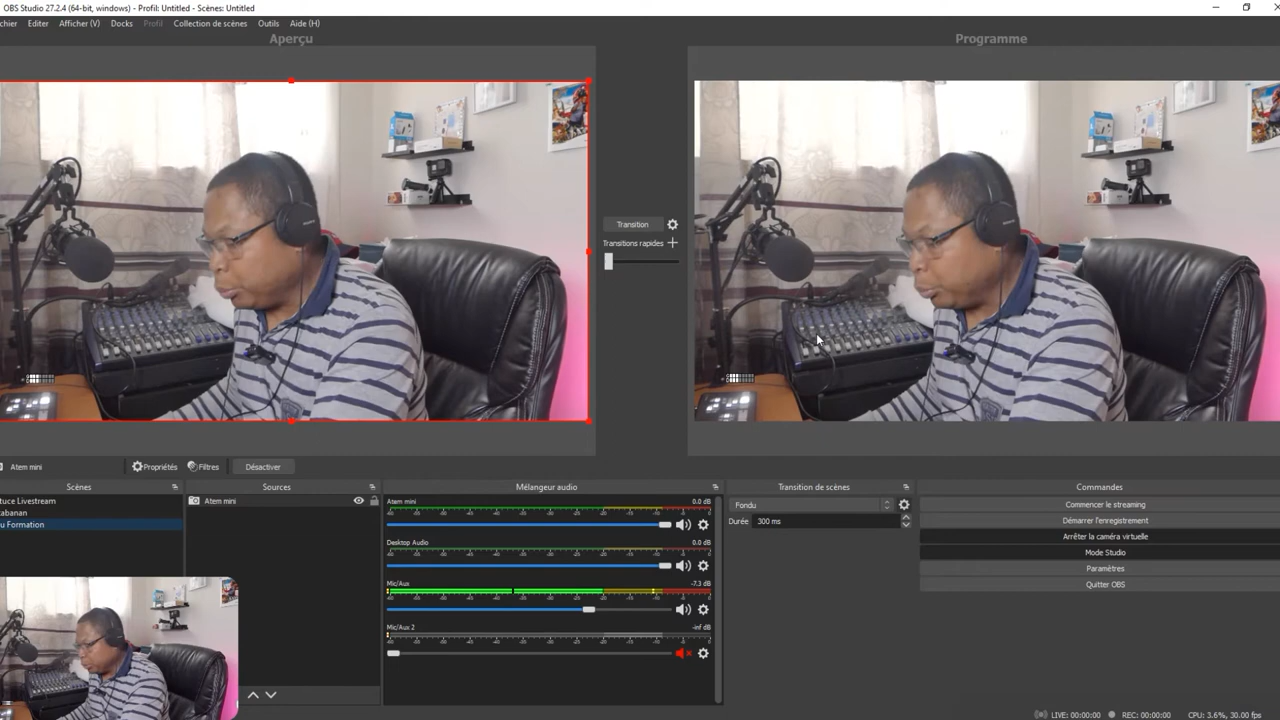 OBS Studio 27.2.4 (64-bit, windows) - Profil: Untitled - Scènes: Untitled
chier Editer Afficher (V) Docks Profil Collection de scènes Outils Aide (H)
Aperçu Programme
Transition
Transitions rapides
Atem mini Propriétés Filtres Désactiver
Scènes Sources Mélangeur audio Transition de scènes Commandes
tuce Livestream
abanan
u Formation
Atem mini
Atem mini 0.0 dB
Desktop Audio 0.0 dB
Mic/Aux -7.3 dB
Mic/Aux 2 -inf dB
Fondu
Durée 300 ms
Commencer le streaming
Démarrer l'enregistrement
Arrêter la caméra virtuelle
Mode Studio
Paramètres
Quitter OBS
LIVE: 00:00:00 REC: 00:00:00 CPU: 3.6%, 30.00 fps